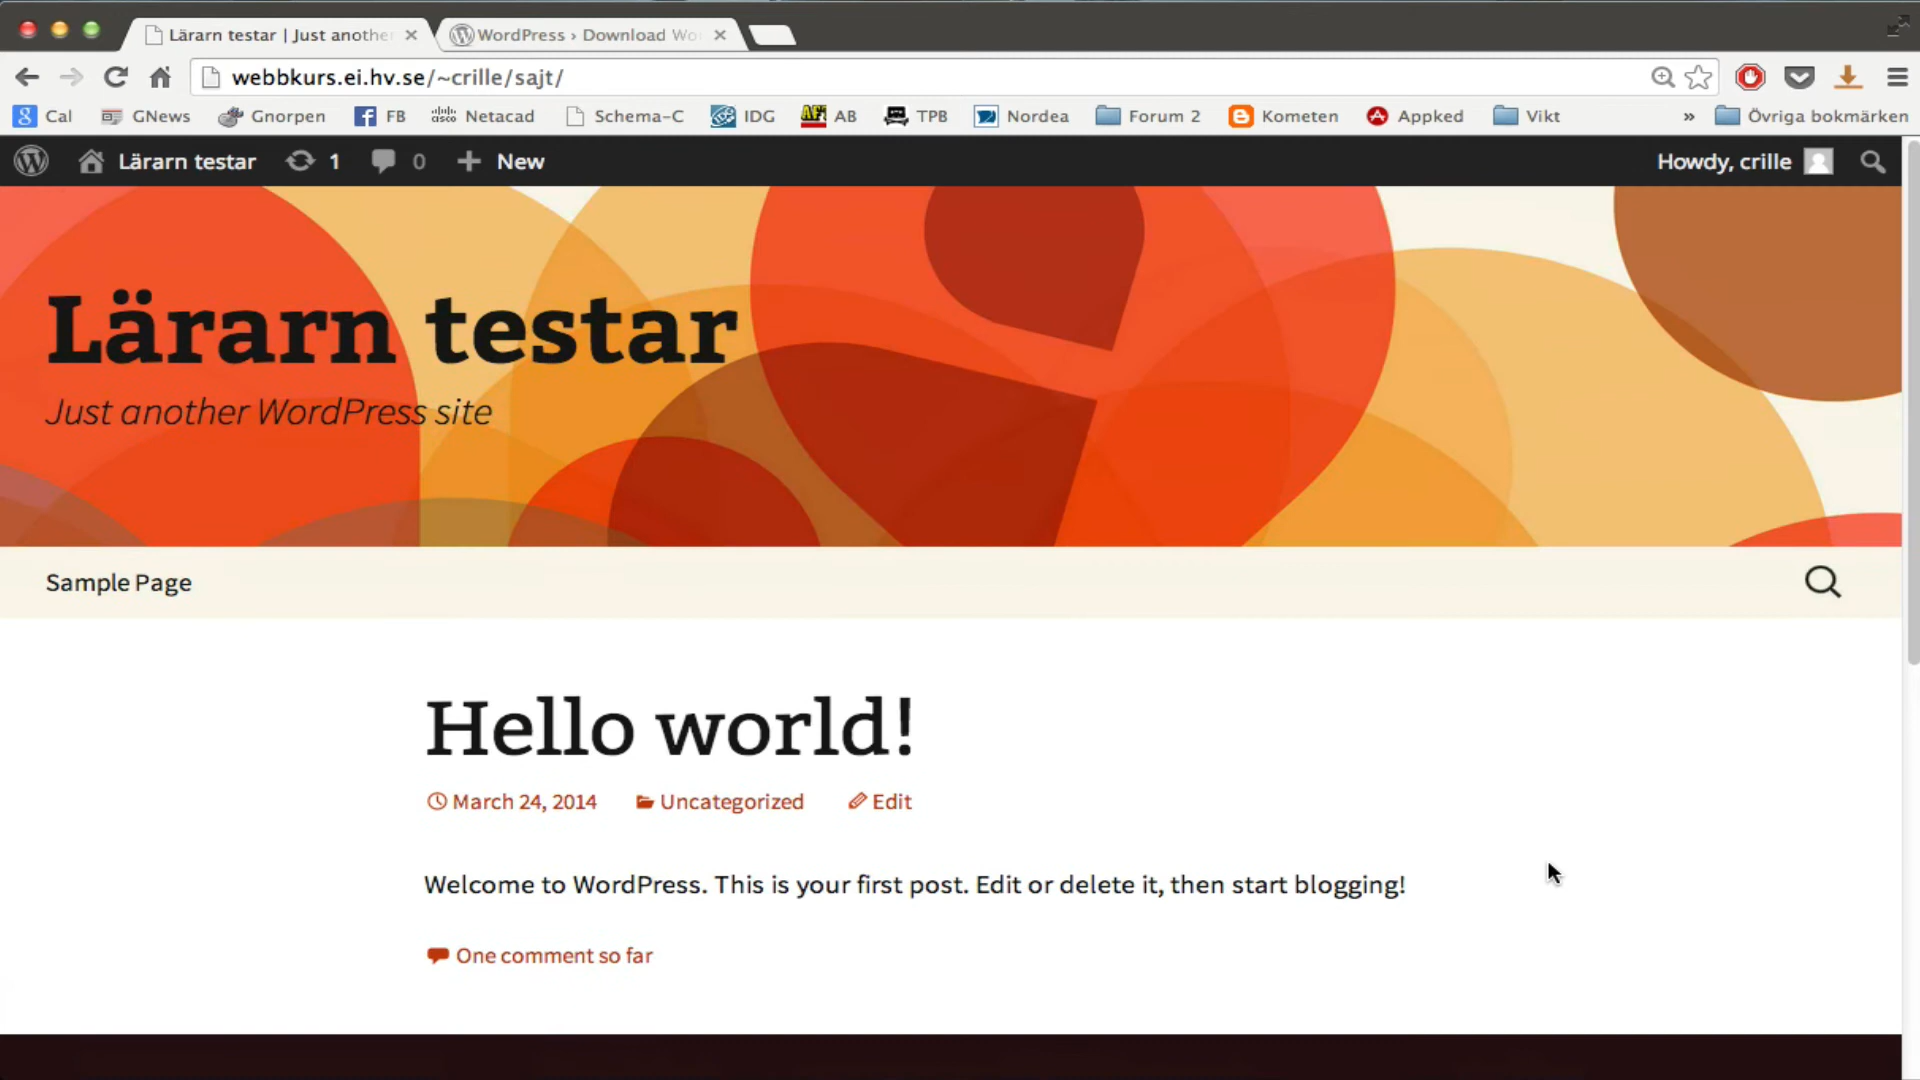 Lärarn testar | Just anothe
WordPress › Download Wo
webbkurs.ei.hv.se/~crille/sajt/
Cal GNews Gnorpen FB Netacad Schema-C IDG AB TPB Nordea Forum 2 Kometen Appked Vikt » Övriga bokmärken
Lärarn testar 1 0 + New Howdy, crille
Lärarn testar
Just another WordPress site
Sample Page
Hello world!
March 24, 2014 Uncategorized Edit
Welcome to WordPress. This is your first post. Edit or delete it, then start blogging!
One comment so far